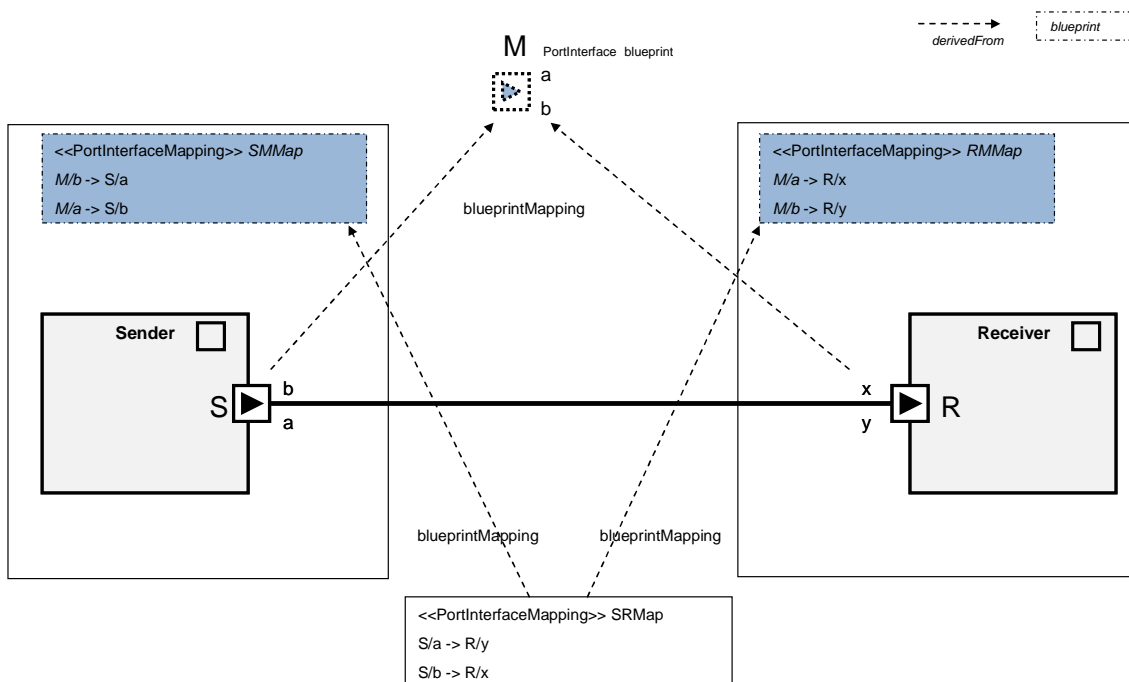 derivedFrom
blueprint
M PortInterface blueprint
a
b
<<PortInterfaceMapping>> SMMap
M/b -> S/a
M/a -> S/b
<<PortInterfaceMapping>> RMMap
M/a -> R/x
M/b -> R/y
blueprintMapping
Sender
Receiver
S
b
a
x
y
R
blueprintMapping
blueprintMapping
<<PortInterfaceMapping>> SRMap
S/a -> R/y
S/b -> R/x